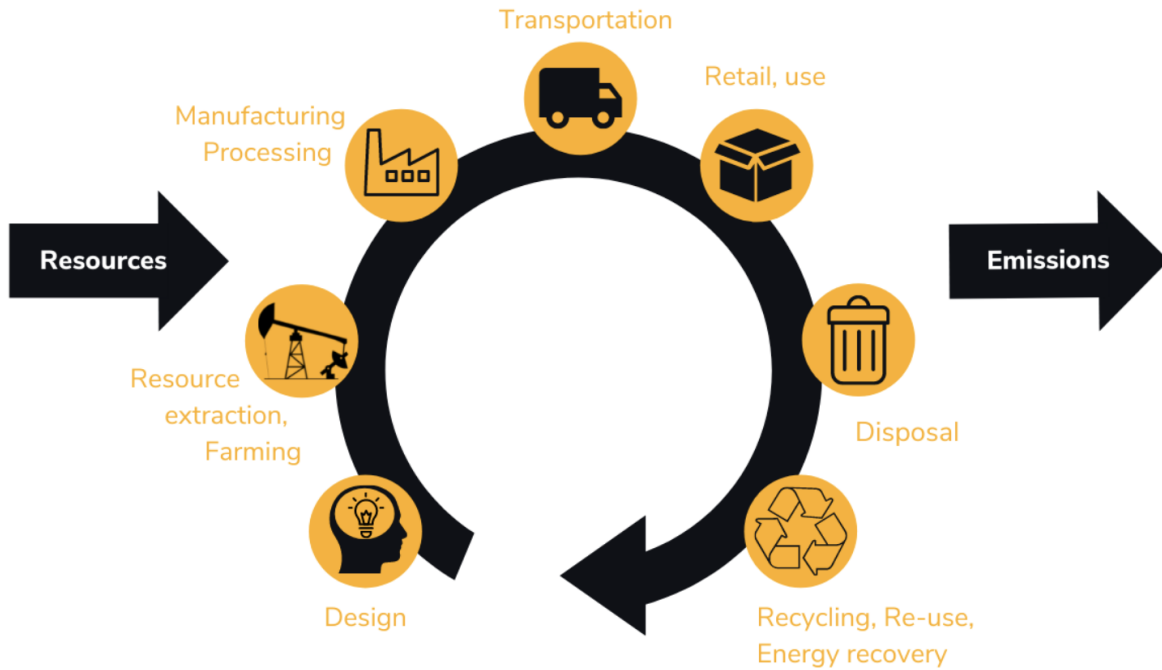 Transportation
Retail, use
Manufacturing
Processing
Resources
Emissions
Resource
extraction,
Farming
Disposal
Design
Recycling, Re-use,
Energy recovery